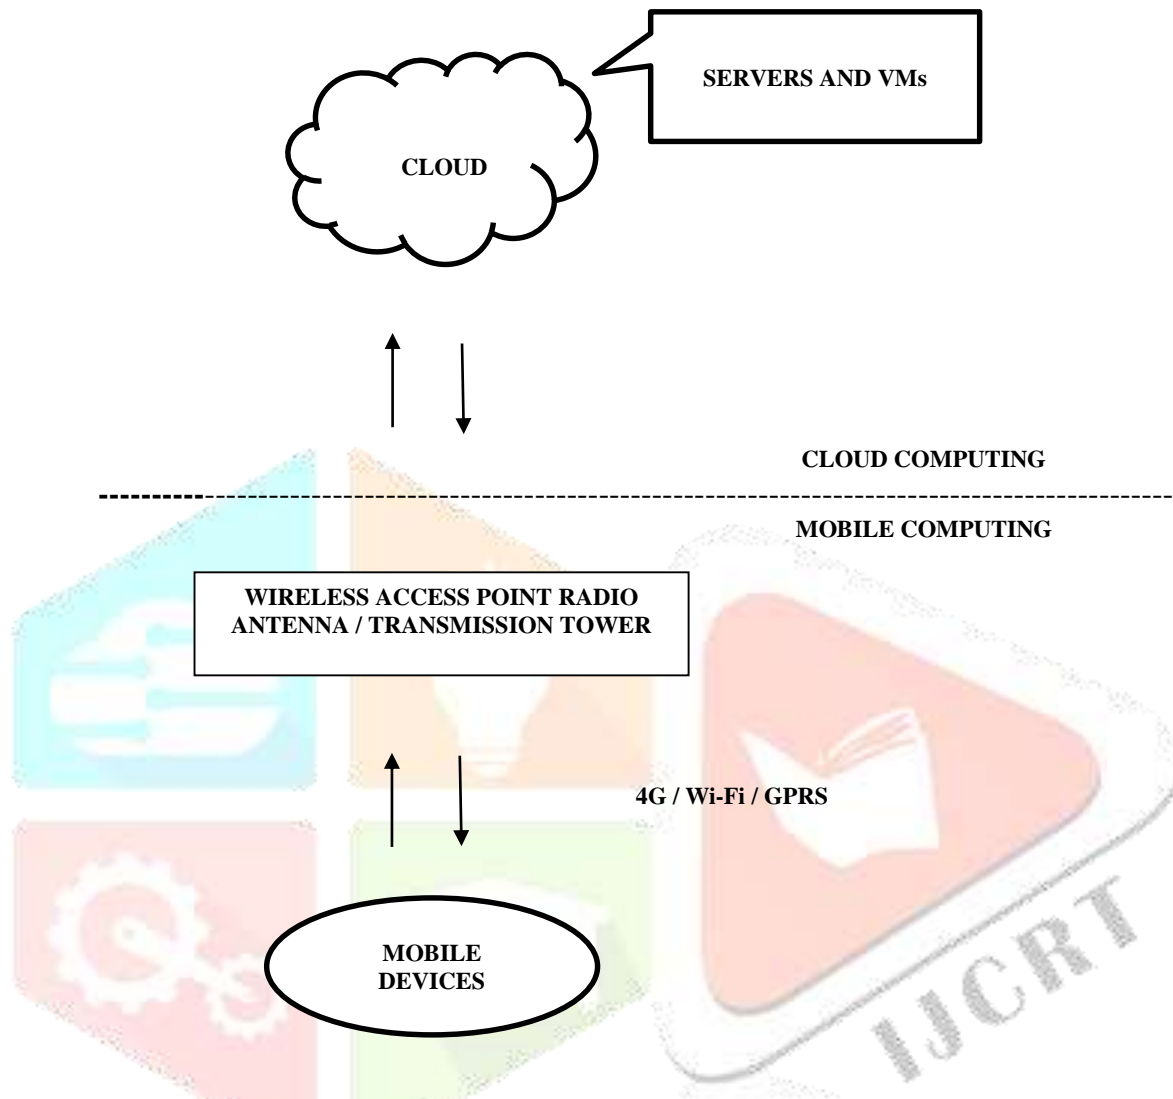 SERVERS AND VMs
CLOUD
CLOUD COMPUTING
MOBILE COMPUTING
WIRELESS ACCESS POINT RADIO
ANTENNA / TRANSMISSION TOWER
4G / Wi-Fi / GPRS
MOBILE
DEVICES
IJCRT